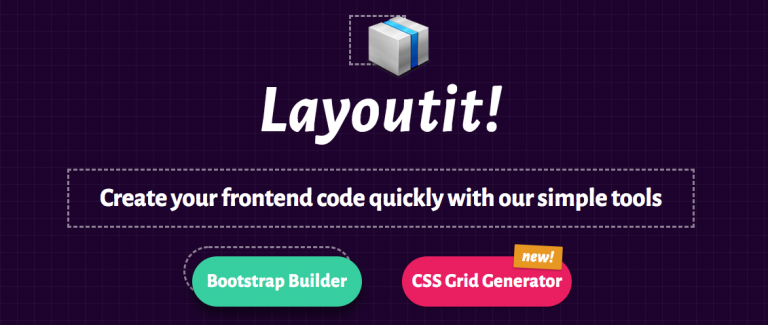 Layoutit!
Create your frontend code quickly with our simple tools
new!
Bootstrap Builder
CSS Grid Generator